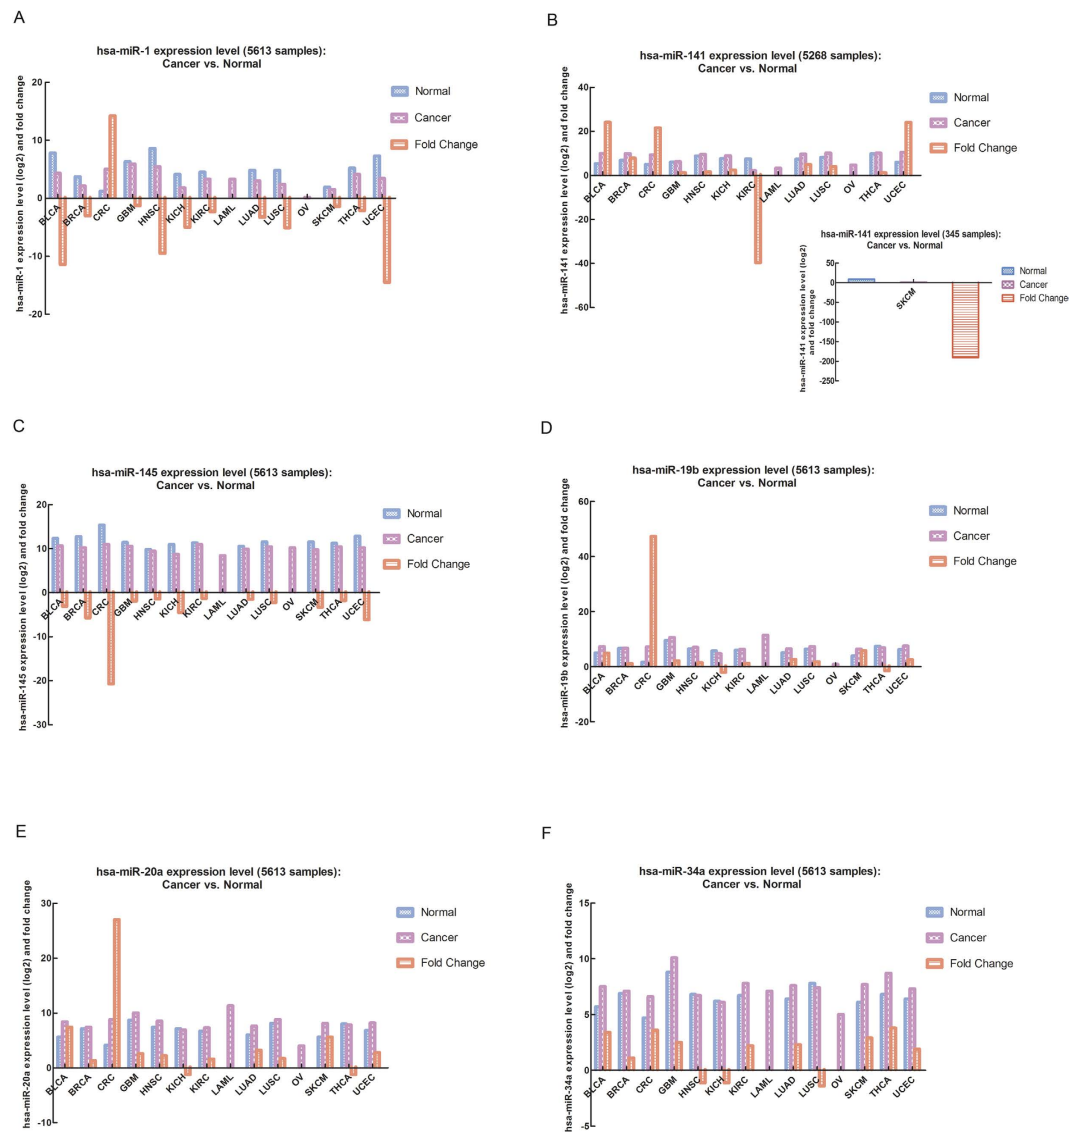 A
hsa-miR-1 expression level (5613 samples):
Cancer vs. Normal
hsa-miR-1 expression level (log2) and fold change
20
10
0
-10
-20
BLCA
BRCA
CRC
GBM
HNSC
KICH
KIRC
LAML
LUAD
LUSC
OV
SKCM
THCA
UCEC
Normal
Cancer
Fold Change
B
hsa-miR-141 expression level (5268 samples):
Cancer vs. Normal
hsa-miR-141 expression level (log2) and fold change
40
20
0
-20
-40
-60
BLCA
BRCA
CRC
GBM
HNSC
KICH
KIRC
LAML
LUAD
LUSC
OV
THCA
UCEC
Normal
Cancer
Fold Change
hsa-miR-141 expression level (345 samples):
Cancer vs. Normal
hsa-miR-141 expression level (log2)
and fold change
50
0
-50
-100
-150
-200
-250
SKCM
Normal
Cancer
Fold Change
C
hsa-miR-145 expression level (5613 samples):
Cancer vs. Normal
hsa-miR-145 expression level (log2) and fold change
20
10
0
-10
-20
-30
BLCA
BRCA
CRC
GBM
HNSC
KICH
KIRC
LAML
LUAD
LUSC
OV
SKCM
THCA
UCEC
Normal
Cancer
Fold Change
D
hsa-miR-19b expression level (5613 samples):
Cancer vs. Normal
hsa-miR-19b expression level (log2) and fold change
60
40
20
0
-20
BLCA
BRCA
CRC
GBM
HNSC
KICH
KIRC
LAML
LUAD
LUSC
OV
SKCM
THCA
UCEC
Normal
Cancer
Fold Change
E
hsa-miR-20a expression level (5613 samples):
Cancer vs. Normal
hsa-miR-20a expression level (log2) and fold change
30
20
10
0
-10
BLCA
BRCA
CRC
GBM
HNSC
KICH
KIRC
LAML
LUAD
LUSC
OV
SKCM
THCA
UCEC
Normal
Cancer
Fold Change
F
hsa-miR-34a expression level (5613 samples):
Cancer vs. Normal
hsa-miR-34a expression level (log2) and fold change
15
10
5
0
-5
BLCA
BRCA
CRC
GBM
HNSC
KICH
KIRC
LAML
LUAD
LUSC
OV
SKCM
THCA
UCEC
Normal
Cancer
Fold Change